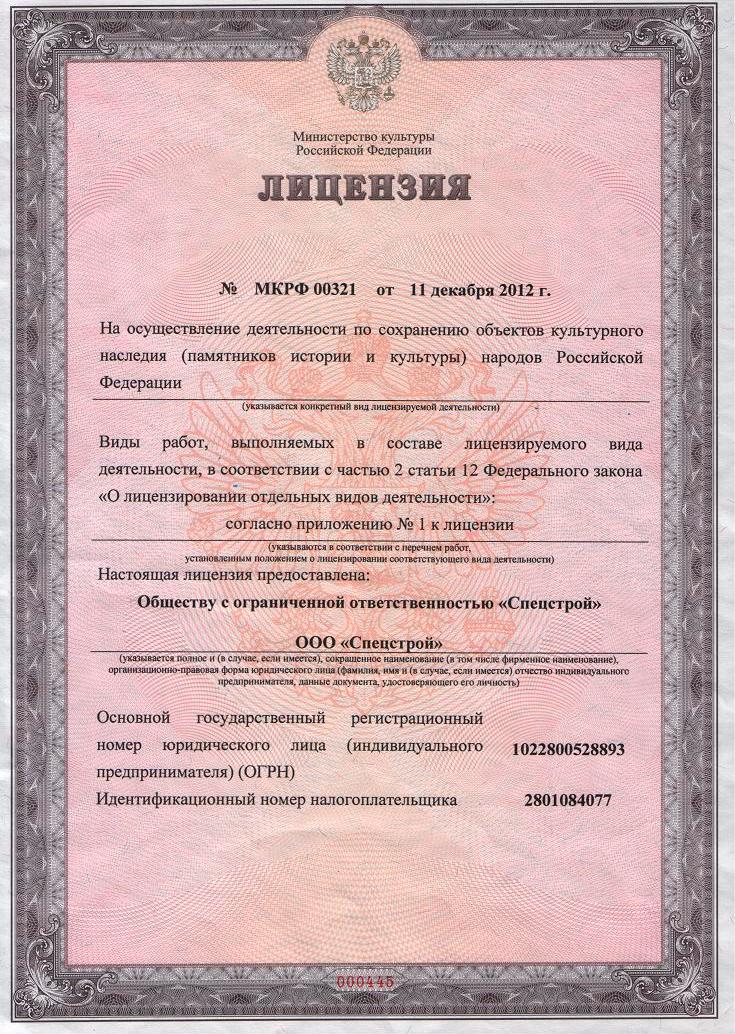 Министерство культуры
Российской Федерации
ЛИЦЕНЗИЯ
№ МКРФ 00321 от 11 декабря 2012 г.
На осуществление деятельности по сохранению объектов культурного
наследия (памятников истории и культуры) народов Российской
Федерации
(указывается конкретный вид лицензируемой деятельности)
Виды работ, выполняемых в составе лицензируемого вида
деятельности, в соответствии с частью 2 статьи 12 Федерального закона
«О лицензировании отдельных видов деятельности»:
согласно приложению № 1 к лицензии
(указываются в соответствии с перечнем работ,
установленным положением о лицензировании соответствующего вида деятельности)
Настоящая лицензия предоставлена:
Обществу с ограниченной ответственностью «Спецстрой»
ООО «Спецстрой»
(указывается полное и (в случае, если имеется), сокращенное наименование (в том числе фирменное наименование),
организационно-правовая форма юридического лица (фамилия, имя и (в случае, если имеется) отчество индивидуального
предпринимателя, данные документа, удостоверяющего его личность)
Основной государственный регистрационный
номер юридического лица (индивидуального 1022800528893
предпринимателя) (ОГРН)
Идентификационный номер налогоплательщика 2801084077
000445